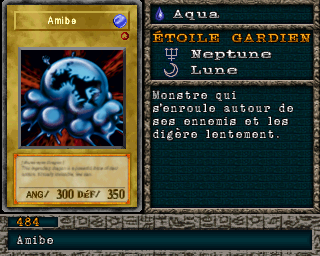 Amibe
ANG/ 300 DÉF/ 350
Aqua
ÉTOILE GARDIEN
Neptune
Lune
Monstre qui
s'enroule autour de
ses ennemis et les
digère lentement.
484
Amibe